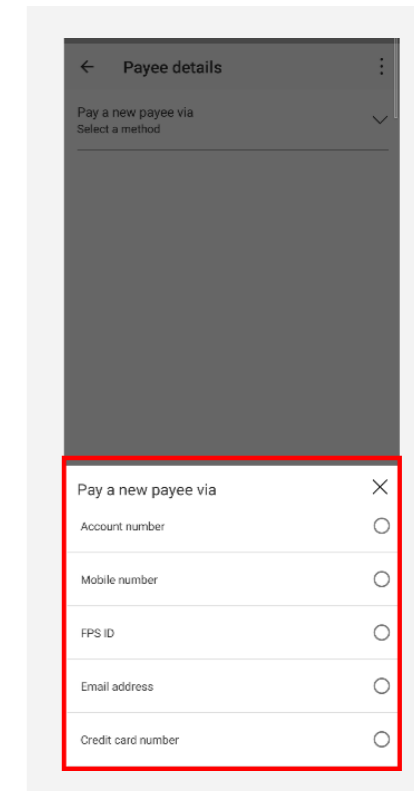 Payee details
Pay a new payee via
Select a method
Pay a new payee via
Account number
Mobile number
FPS ID
Email address
Credit card number